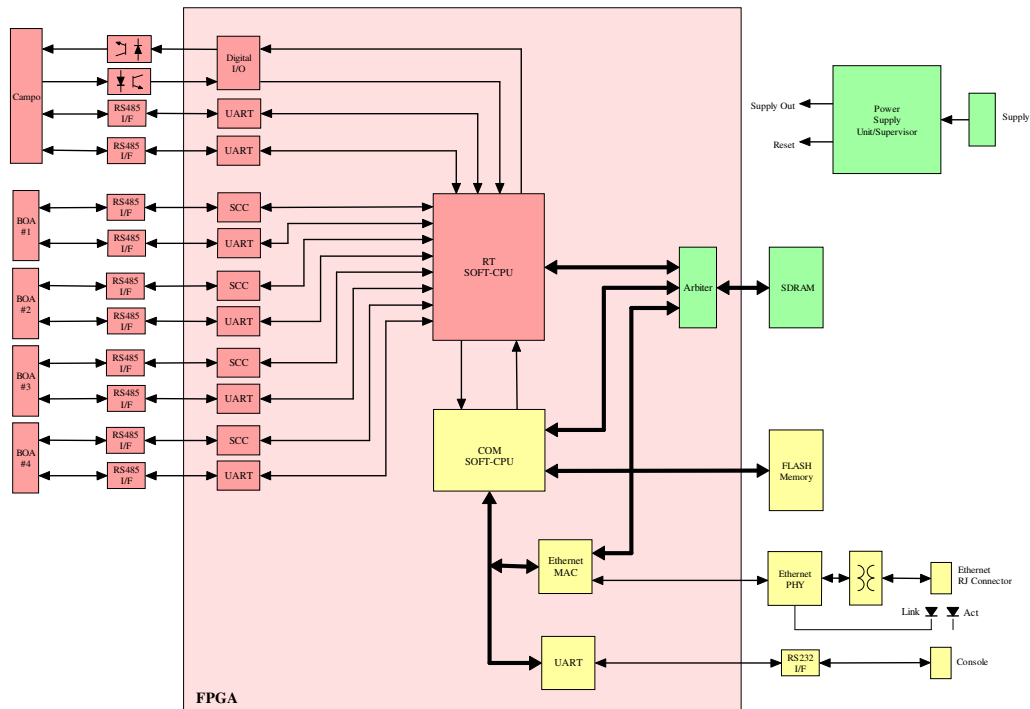 Campo
RS485
I/F
RS485
I/F
Digital
I/O
UART
UART
BOA
#1
RS485
I/F
RS485
I/F
SCC
UART
BOA
#2
RS485
I/F
RS485
I/F
SCC
UART
BOA
#3
RS485
I/F
RS485
I/F
SCC
UART
BOA
#4
RS485
I/F
RS485
I/F
SCC
UART
RT
SOFT-CPU
COM
SOFT-CPU
Arbiter
SDRAM
Supply Out
Reset
Power
Supply
Unit/Supervisor
Supply
FLASH
Memory
Ethernet
MAC
Ethernet
PHY
Ethernet
RJ Connector
Link
Act
UART
RS232
I/F
Console
FPGA